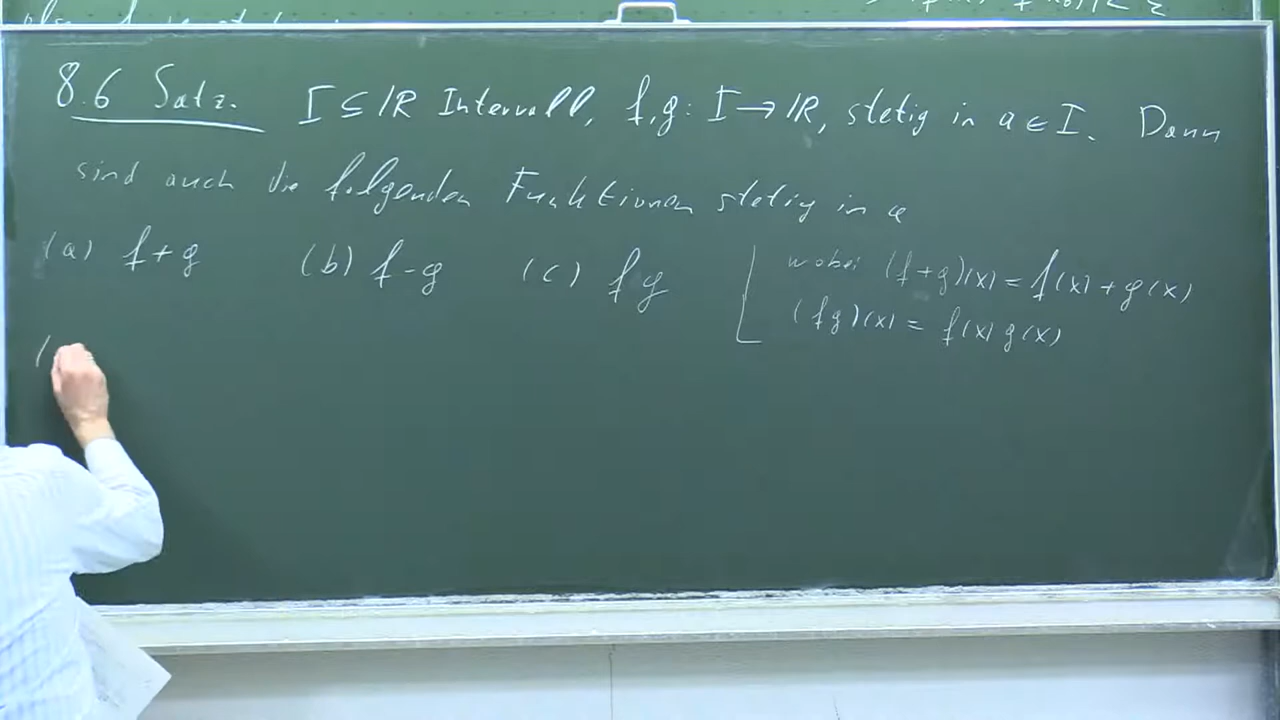 8.6 Satz. I ⊆ ℝ Intervall, f,g: I → ℝ, stetig in a ∈ I. Dann
sind auch die folgenden Funktionen stetig in a
(a) f+g (b) f-g (c) fg
[ wobei (f+g)(x) = f(x) + g(x)
(fg)(x) = f(x) g(x)
(